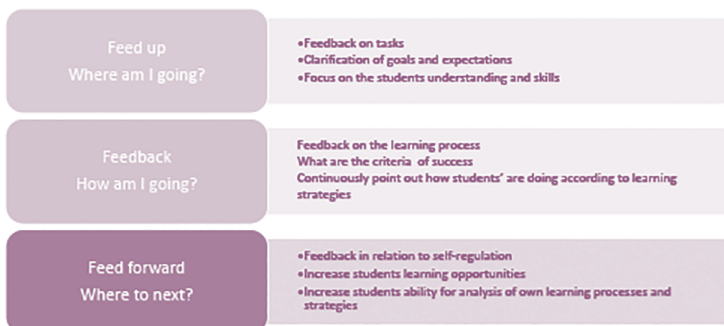 Feed up
Where am I going?
•Feedback on tasks
•Clarification of goals and expectations
•Focus on the students understanding and skills
Feedback
How am I going?
Feedback on the learning process
What are the criteria of success
Continuously point out how students' are doing according to learning
strategies
Feed forward
Where to next?
•Feedback in relation to self-regulation
•Increase students learning opportunities
•Increase students ability for analysis of own learning processes and
strategies